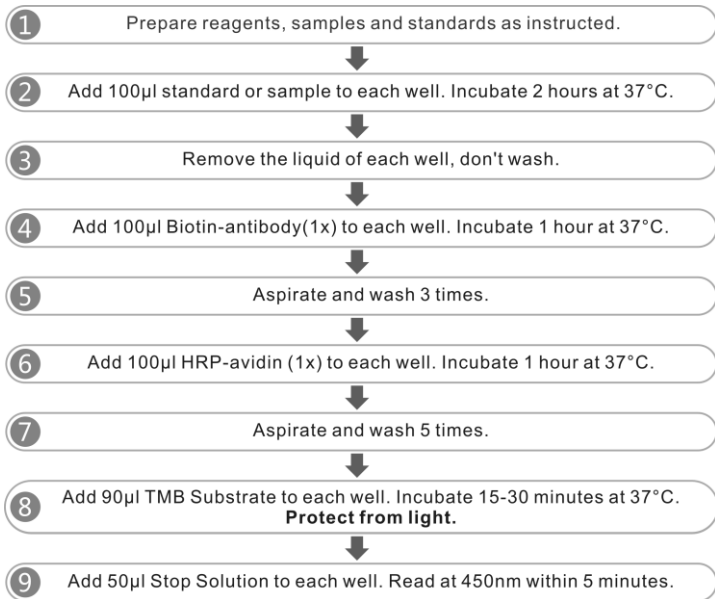 1 Prepare reagents, samples and standards as instructed.
2 Add 100μl standard or sample to each well. Incubate 2 hours at 37°C.
3 Remove the liquid of each well, don't wash.
4 Add 100μl Biotin-antibody(1x) to each well. Incubate 1 hour at 37°C.
5 Aspirate and wash 3 times.
6 Add 100μl HRP-avidin (1x) to each well. Incubate 1 hour at 37°C.
7 Aspirate and wash 5 times.
8 Add 90μl TMB Substrate to each well. Incubate 15-30 minutes at 37°C.
Protect from light.
9 Add 50μl Stop Solution to each well. Read at 450nm within 5 minutes.